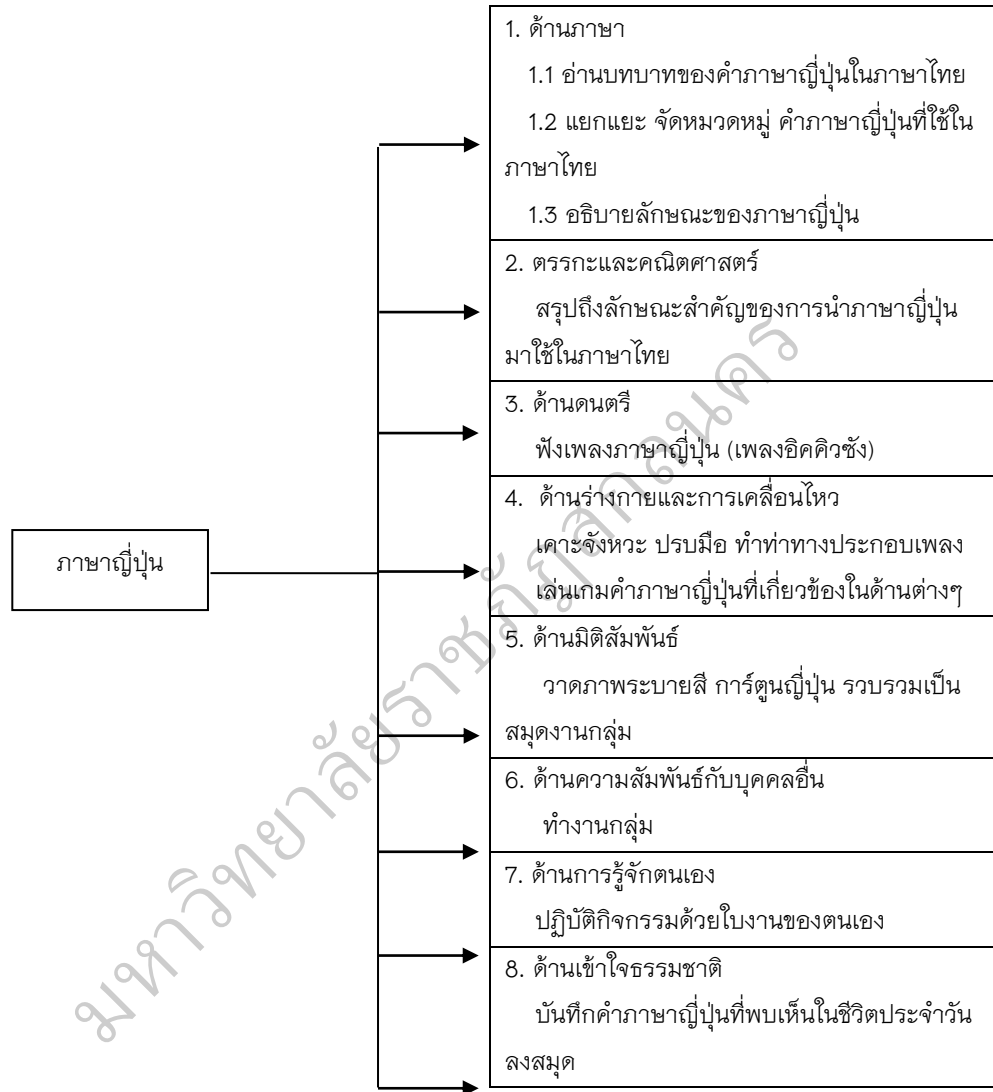 1. ด้านภาษา
1.1 อ่านบทบาทของคำภาษาญี่ปุ่นในภาษาไทย
1.2 แยกแยะ จัดหมวดหมู่ คำภาษาญี่ปุ่นที่ใช้ใน
ภาษาไทย
1.3 อธิบายลักษณะของภาษาญี่ปุ่น
2. ตรรกะและคณิตศาสตร์
สรุปถึงลักษณะสำคัญของการนำภาษาญี่ปุ่น
มาใช้ในภาษาไทย
3. ด้านดนตรี
ฟังเพลงภาษาญี่ปุ่น (เพลงอิคคิวซัง)
4. ด้านร่างกายและการเคลื่อนไหว
เคาะจังหวะ ปรบมือ ทำท่าทางประกอบเพลง
เล่นเกมคำภาษาญี่ปุ่นที่เกี่ยวข้องในด้านต่างๆ
ภาษาญี่ปุ่น
5. ด้านมิติสัมพันธ์
วาดภาพระบายสี การ์ตูนญี่ปุ่น รวบรวมเป็น
สมุดงานกลุ่ม
6. ด้านความสัมพันธ์กับบุคคลอื่น
ทำงานกลุ่ม
7. ด้านการรู้จักตนเอง
ปฏิบัติกิจกรรมด้วยใบงานของตนเอง
8. ด้านเข้าใจธรรมชาติ
บันทึกคำภาษาญี่ปุ่นที่พบเห็นในชีวิตประจำวัน
ลงสมุด
มหาวิทยาลัยราชภัฏสกลนคร